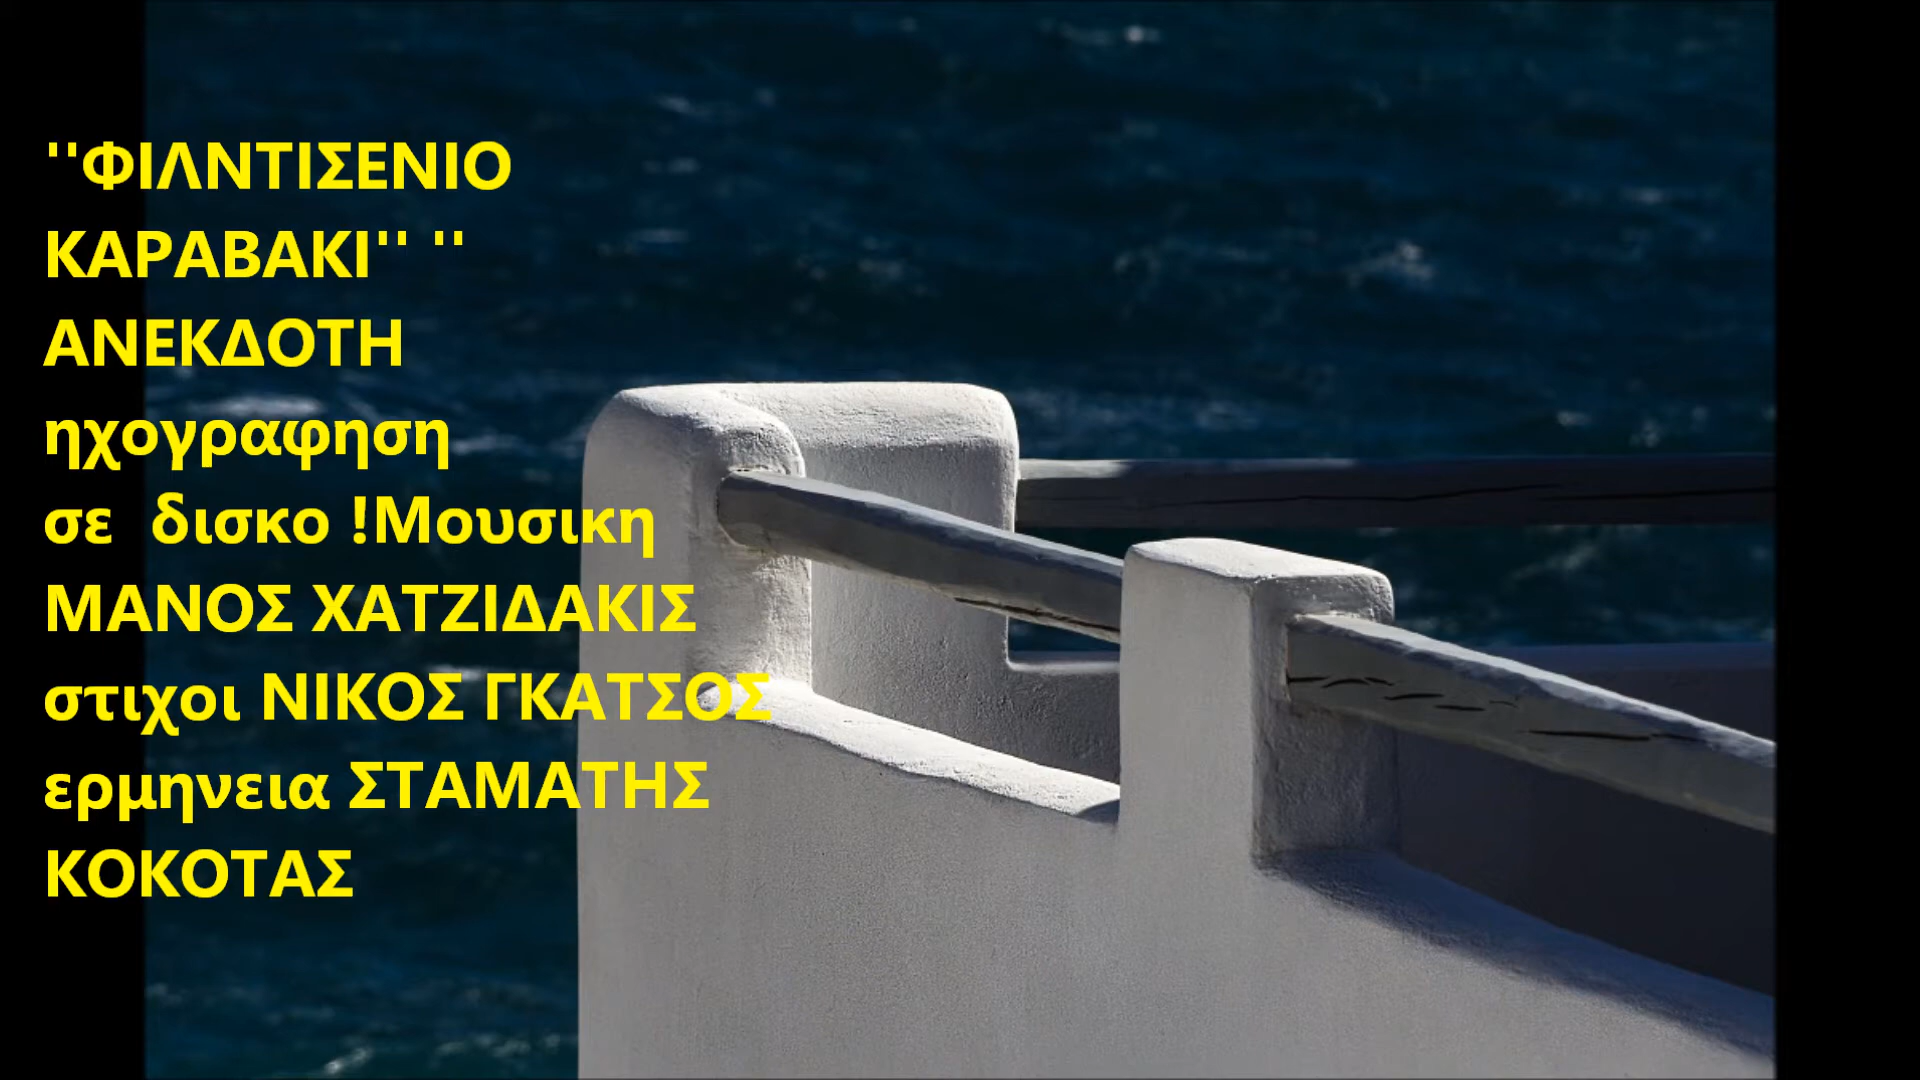 ''ΦΙΛΝΤΙΣΕΝΙΟ
ΚΑΡΑΒΑΚΙ'' ''
ΑΝΕΚΔΟΤΗ
ηχογραφηση
σε  δισκο !Μουσικη
ΜΑΝΟΣ ΧΑΤΖΙΔΑΚΙΣ
στιχοι ΝΙΚΟΣ ΓΚΑΤΣΟΣ
ερμηνεια ΣΤΑΜΑΤΗΣ
ΚΟΚΟΤΑΣ